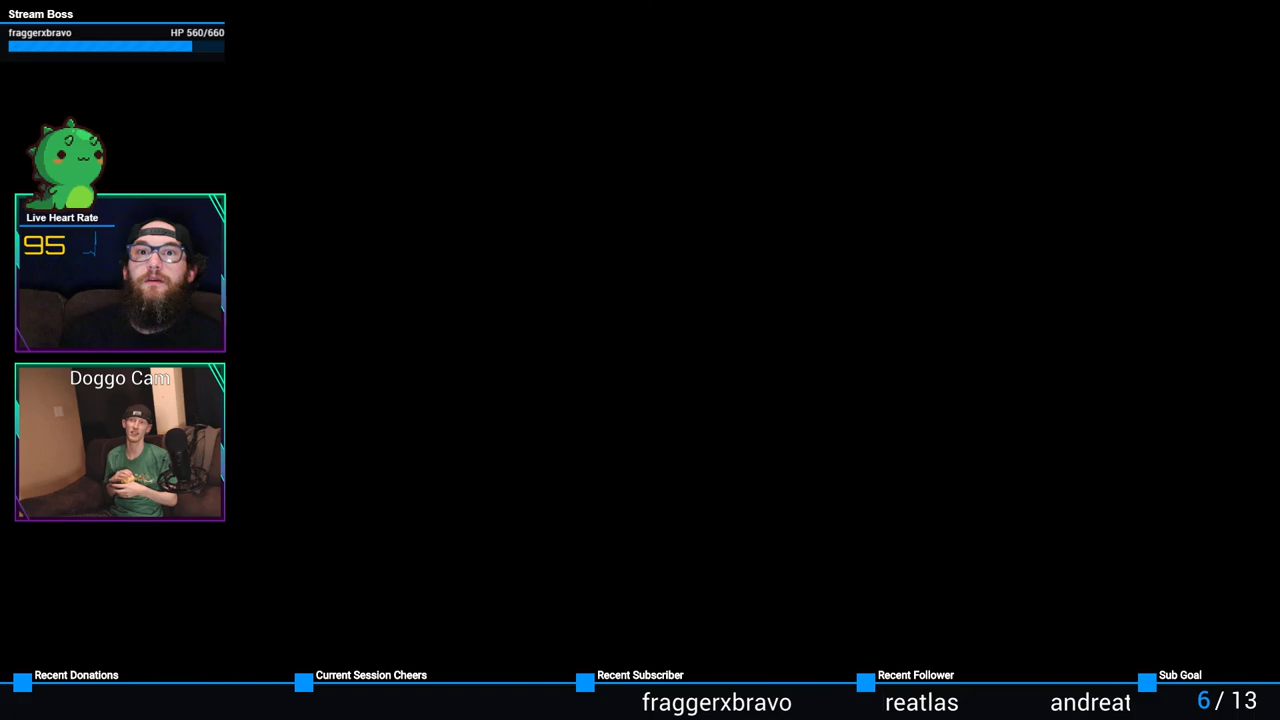 Stream Boss
fraggerxbravo HP 560/660
Live Heart Rate
95
Doggo Cam
Recent Donations
Current Session Cheers
Recent Subscriber
fraggerxbravo
Recent Follower
reatlas andreat
Sub Goal
6 / 13